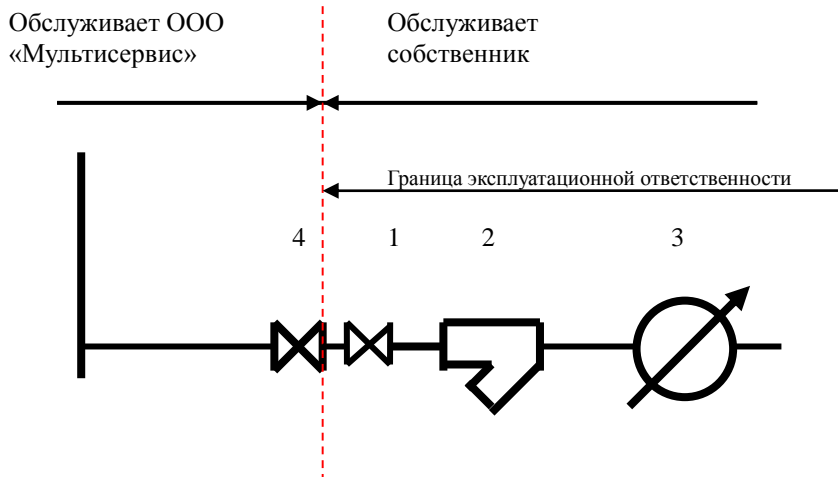 Обслуживает ООО
«Мультисервис»
Обслуживает
собственник
Граница эксплуатационной ответственности
4 1 2 3